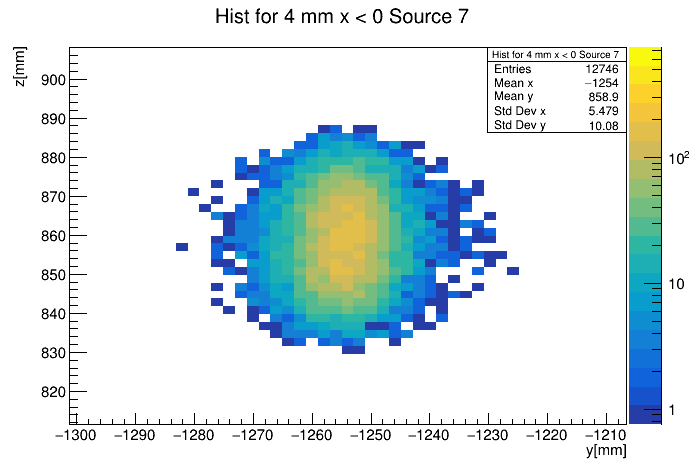 Hist for 4 mm x < 0 Source 7
z[mm]
Hist for 4 mm x < 0 Source 7
Entries 12746
Mean x −1254
Mean y 858.9
Std Dev x 5.479
Std Dev y 10.08
900
890
880
870
860
850
840
830
820
10²
10
1
−1300 −1290 −1280 −1270 −1260 −1250 −1240 −1230 −1220 −1210
y[mm]